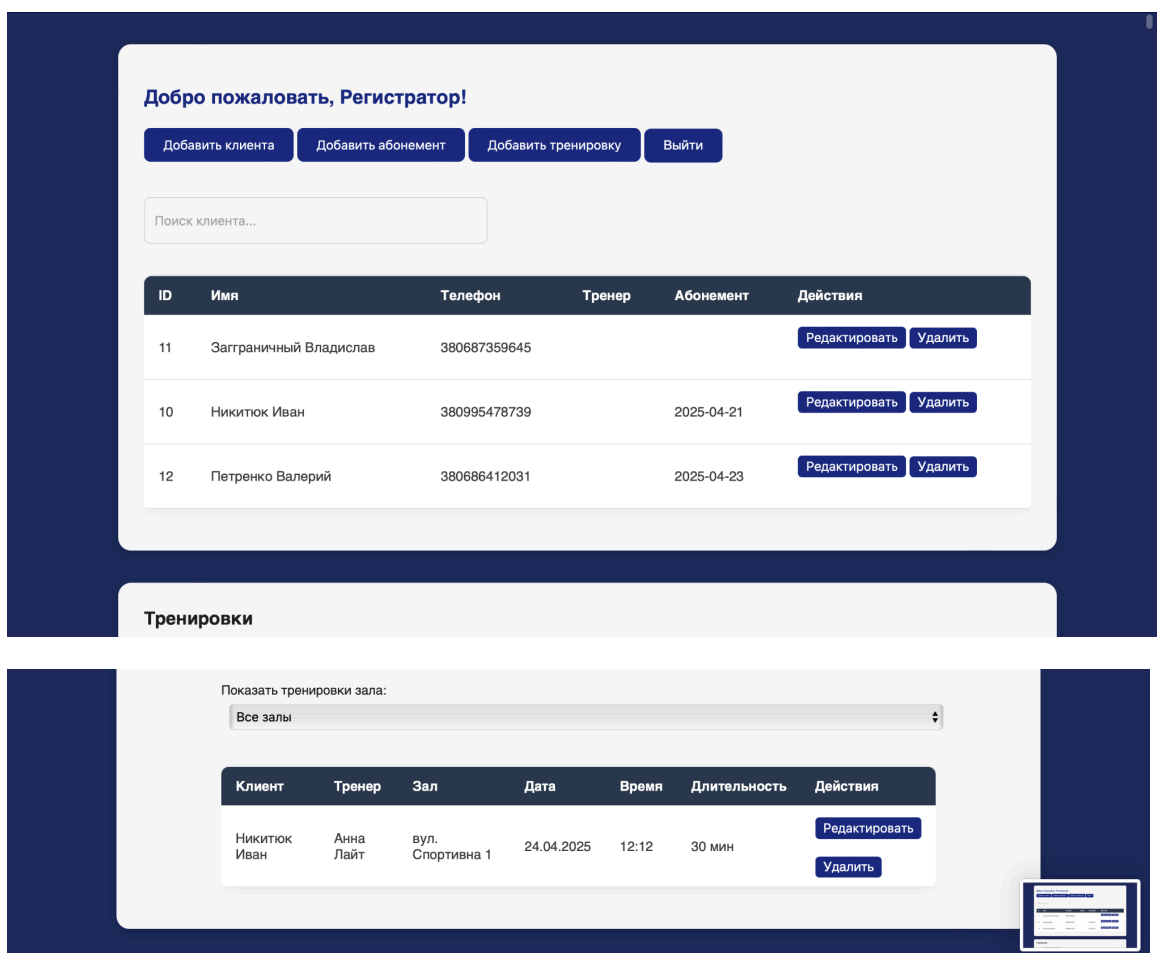 Добро пожаловать, Регистратор!
Добавить клиента Добавить абонемент Добавить тренировку Выйти
Поиск клиента...
ID Имя Телефон Тренер Абонемент Действия
11 Загграничный Владислав 380687359645 Редактировать Удалить
10 Никитюк Иван 380995478739 2025-04-21 Редактировать Удалить
12 Петренко Валерий 380686412031 2025-04-23 Редактировать Удалить
Тренировки
Показать тренировки зала:
Все залы
Клиент Тренер Зал Дата Время Длительность Действия
Никитюк Иван Анна Лайт вул. Спортивна 1 24.04.2025 12:12 30 мин Редактировать
Удалить